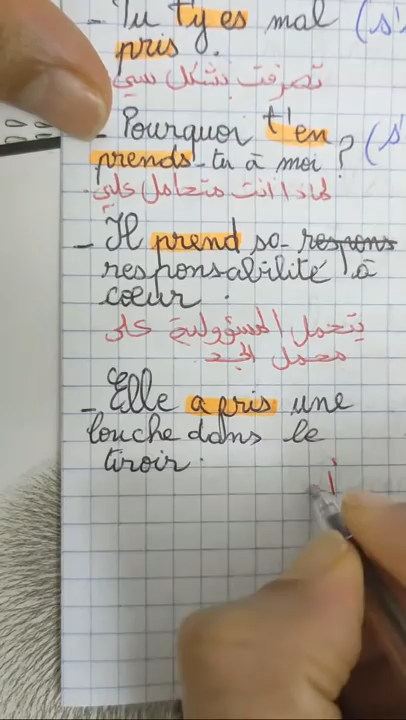 - Tu t'y es mal (s'
pris).
تصرفت بشكل سيئ
- Pourquoi t'en (s'
prends-tu à moi ?
لماذا انت متحامل علي
- Il prend sa respons
responsabilité à
coeur.
يتحمل المسؤولية على
محمل الجد
- Elle a pris une
louche dans le
tiroir.
أ